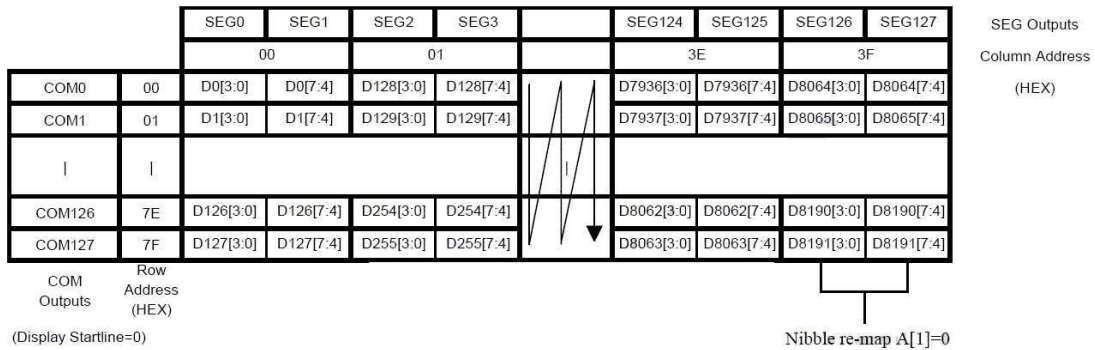 SEG0 SEG1 SEG2 SEG3 SEG124 SEG125 SEG126 SEG127 SEG Outputs
00 01 3E 3F Column Address
COM0 00 D0[3:0] D0[7:4] D128[3:0] D128[7:4] D7936[3:0] D7936[7:4] D8064[3:0] D8064[7:4] (HEX)
COM1 01 D1[3:0] D1[7:4] D129[3:0] D129[7:4] D7937[3:0] D7937[7:4] D8065[3:0] D8065[7:4]
| | |
COM126 7E D126[3:0] D126[7:4] D254[3:0] D254[7:4] D8062[3:0] D8062[7:4] D8190[3:0] D8190[7:4]
COM127 7F D127[3:0] D127[7:4] D255[3:0] D255[7:4] D8063[3:0] D8063[7:4] D8191[3:0] D8191[7:4]
COM
Outputs
Row
Address
(HEX)
(Display Startline=0)
Nibble re-map A[1]=0